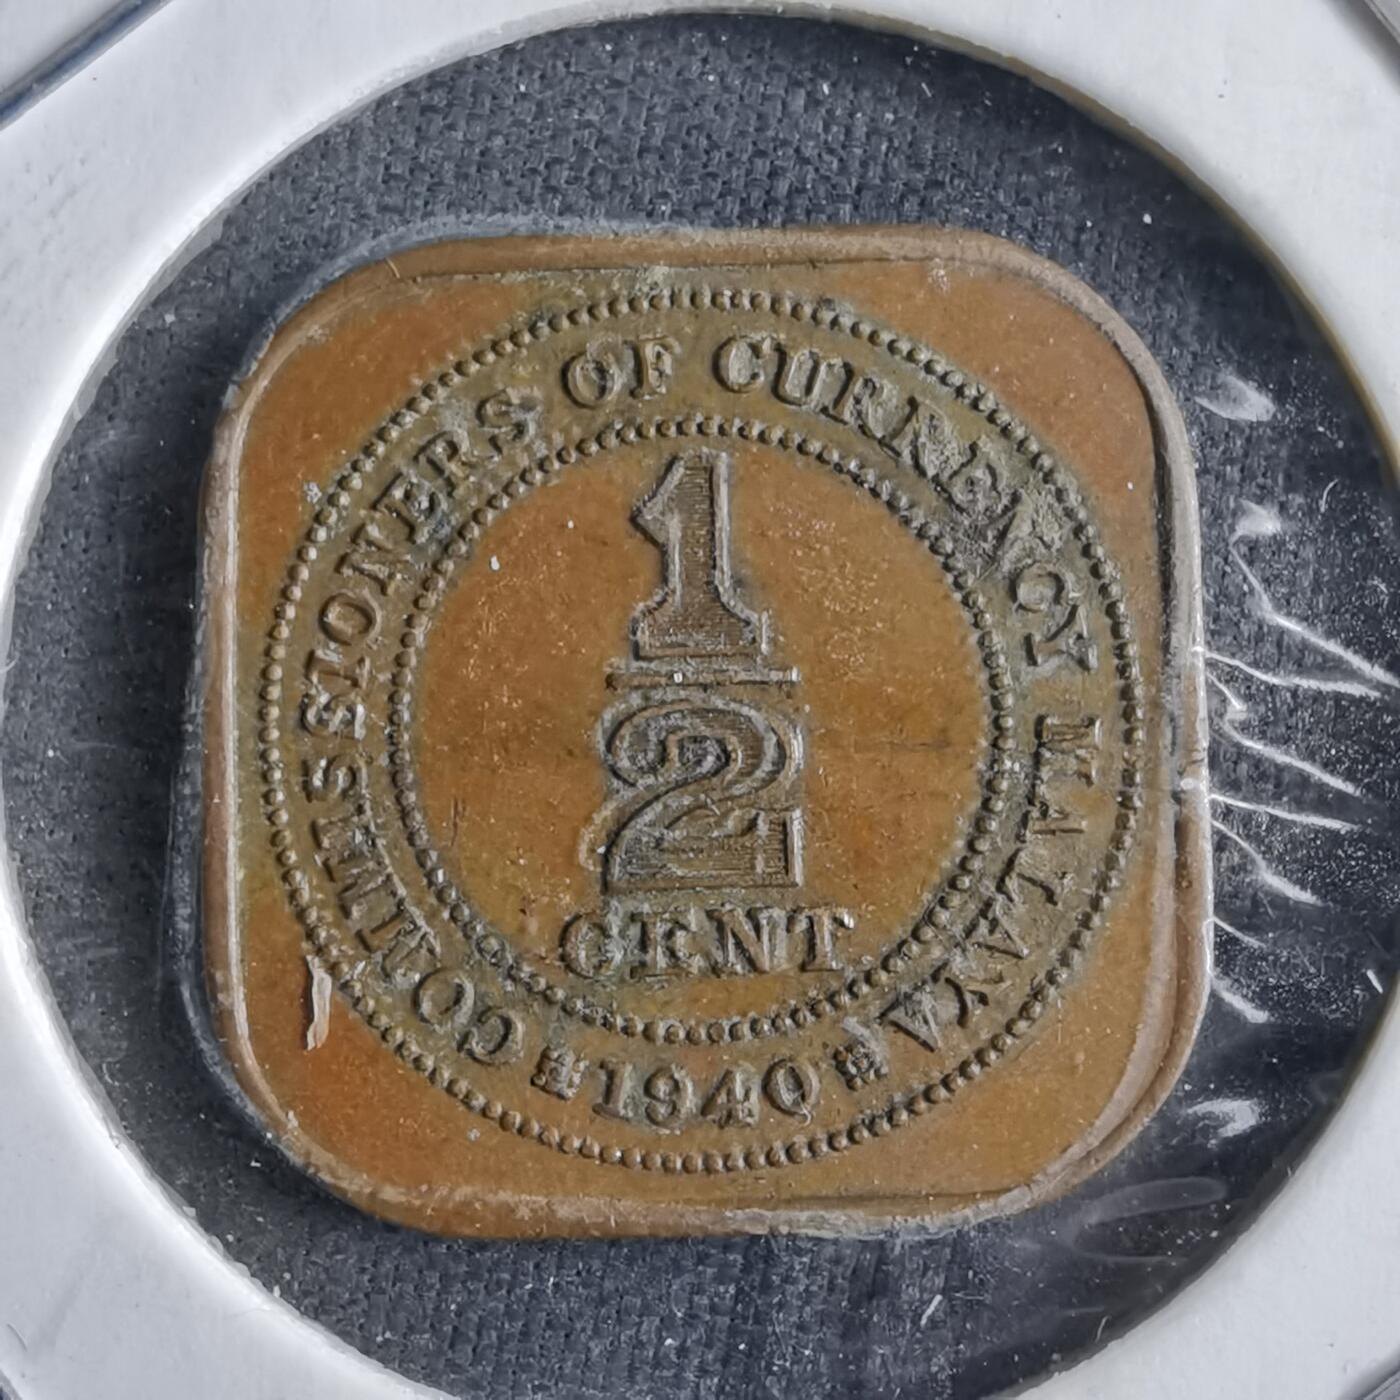 COMMISSIONERS OF CURRENCY MALAYA
1
2
CENT
1940